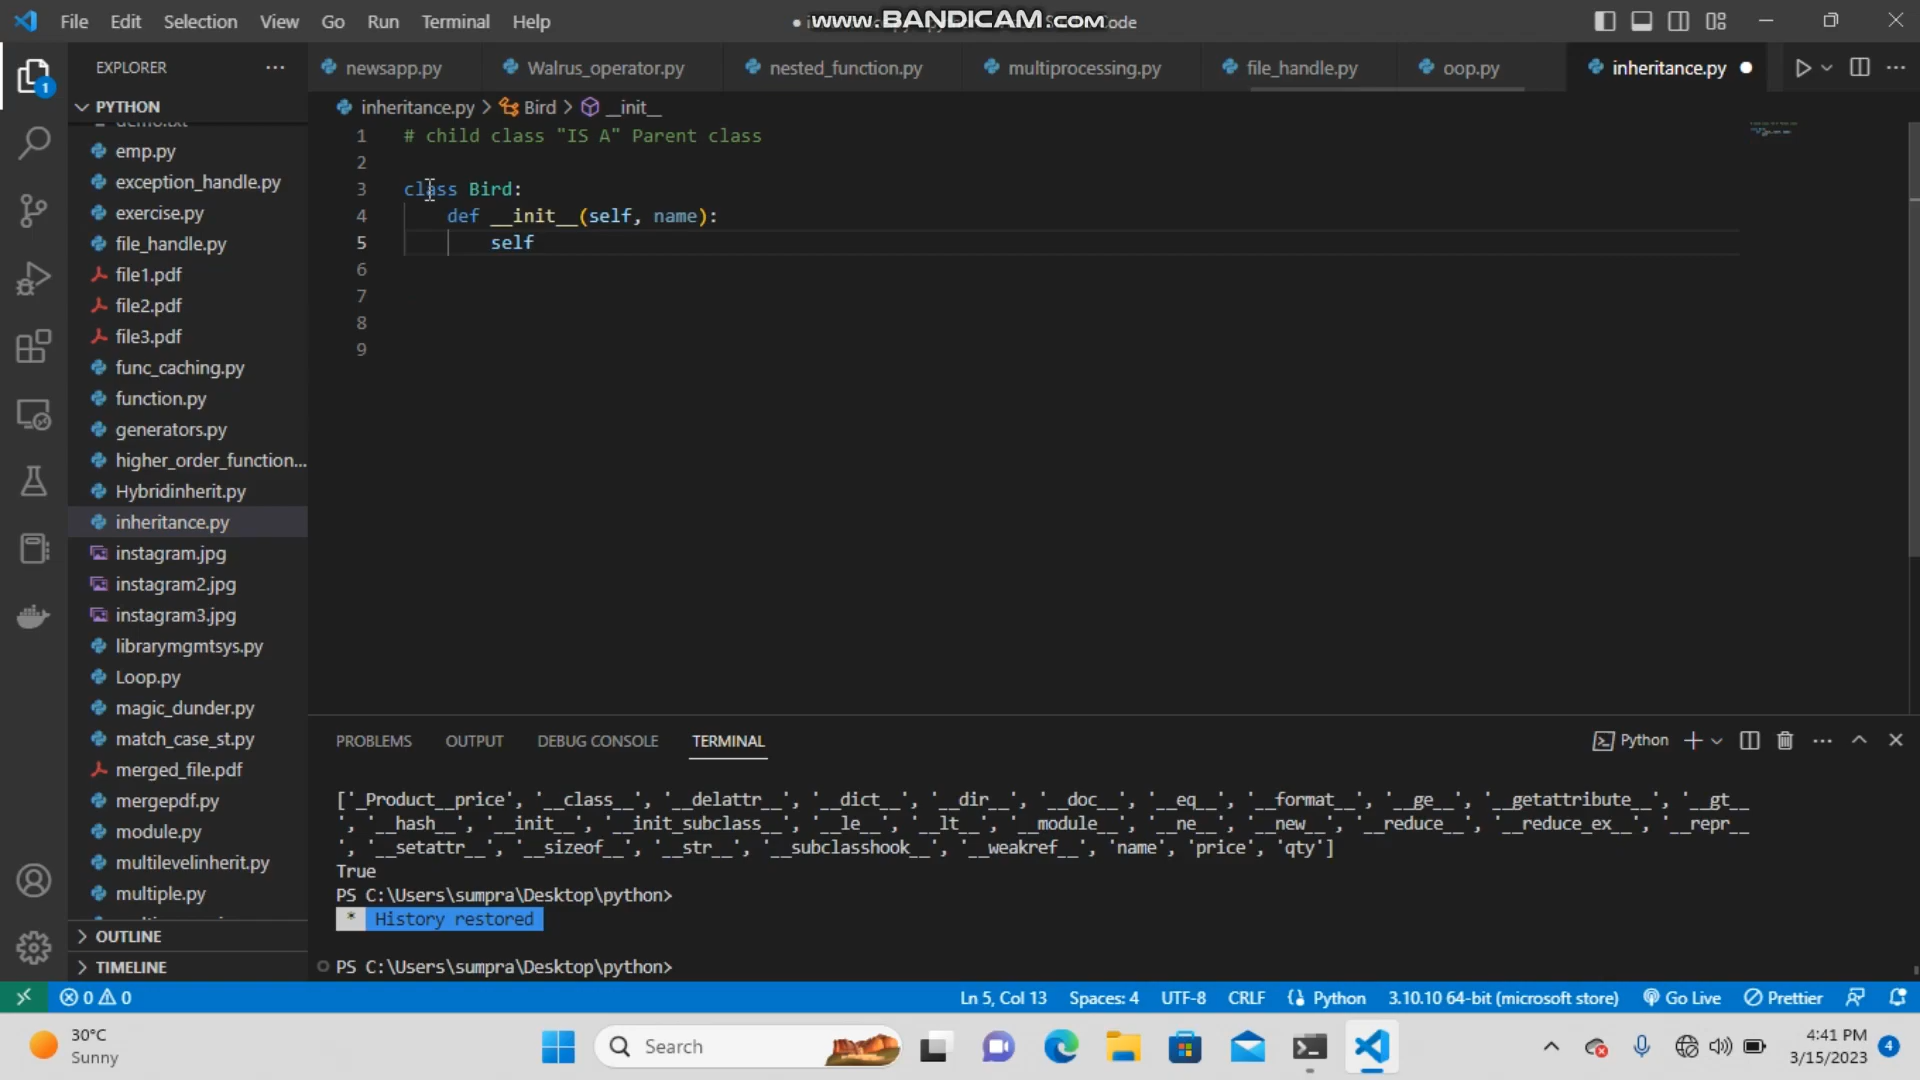 File Edit Selection View Go Run Terminal Help
www.BANDICAM.com
Code
EXPLORER
newsapp.py
Walrus_operator.py
nested_function.py
multiprocessing.py
file_handle.py
oop.py
inheritance.py
PYTHON
inheritance.py > Bird > __init__
emp.py
exception_handle.py
exercise.py
file_handle.py
file1.pdf
file2.pdf
file3.pdf
func_caching.py
function.py
generators.py
higher_order_function...
Hybridinherit.py
inheritance.py
instagram.jpg
instagram2.jpg
instagram3.jpg
librarymgmtsys.py
Loop.py
magic_dunder.py
match_case_st.py
merged_file.pdf
mergepdf.py
module.py
multilevelinherit.py
multiple.py
OUTLINE
TIMELINE
1 # child class "IS A" Parent class
2
3 class Bird:
4 def __init__(self, name):
5 self
6
7
8
9
PROBLEMS OUTPUT DEBUG CONSOLE TERMINAL
Python
['_Product__price', '__class__', '__delattr__', '__dict__', '__dir__', '__doc__', '__eq__', '__format__', '__ge__', '__getattribute__', '__gt__
', '__hash__', '__init__', '__init_subclass__', '__le__', '__lt__', '__module__', '__ne__', '__new__', '__reduce__', '__reduce_ex__', '__repr__
', '__setattr__', '__sizeof__', '__str__', '__subclasshook__', '__weakref__', 'name', 'price', 'qty']
True
PS C:\Users\sumpra\Desktop\python>
* History restored
PS C:\Users\sumpra\Desktop\python>
1
0 0
Ln 5, Col 13 Spaces: 4 UTF-8 CRLF Python 3.10.10 64-bit (microsoft store) Go Live Prettier
30°C
Sunny
Search
4:41 PM
3/15/2023
4